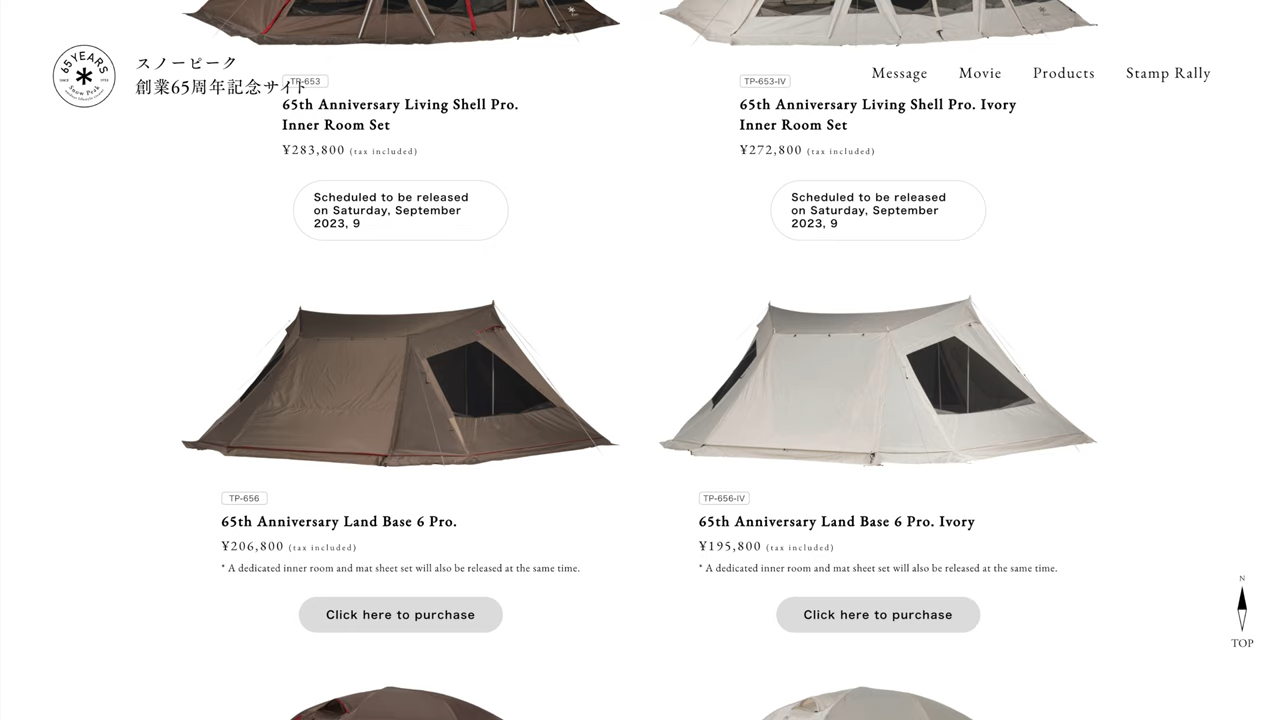 65 YEARS
SINCE
1958
Snow Peak
スノーピーク
創業65周年記念サイト
Message
Movie
Products
Stamp Rally
TP-653
65th Anniversary Living Shell Pro.
Inner Room Set
¥283,800 (tax included)
Scheduled to be released
on Saturday, September
2023, 9
TP-653-IV
65th Anniversary Living Shell Pro. Ivory
Inner Room Set
¥272,800 (tax included)
Scheduled to be released
on Saturday, September
2023, 9
TP-656
65th Anniversary Land Base 6 Pro.
¥206,800 (tax included)
* A dedicated inner room and mat sheet set will also be released at the same time.
Click here to purchase
TP-656-IV
65th Anniversary Land Base 6 Pro. Ivory
¥195,800 (tax included)
* A dedicated inner room and mat sheet set will also be released at the same time.
Click here to purchase
N
TOP